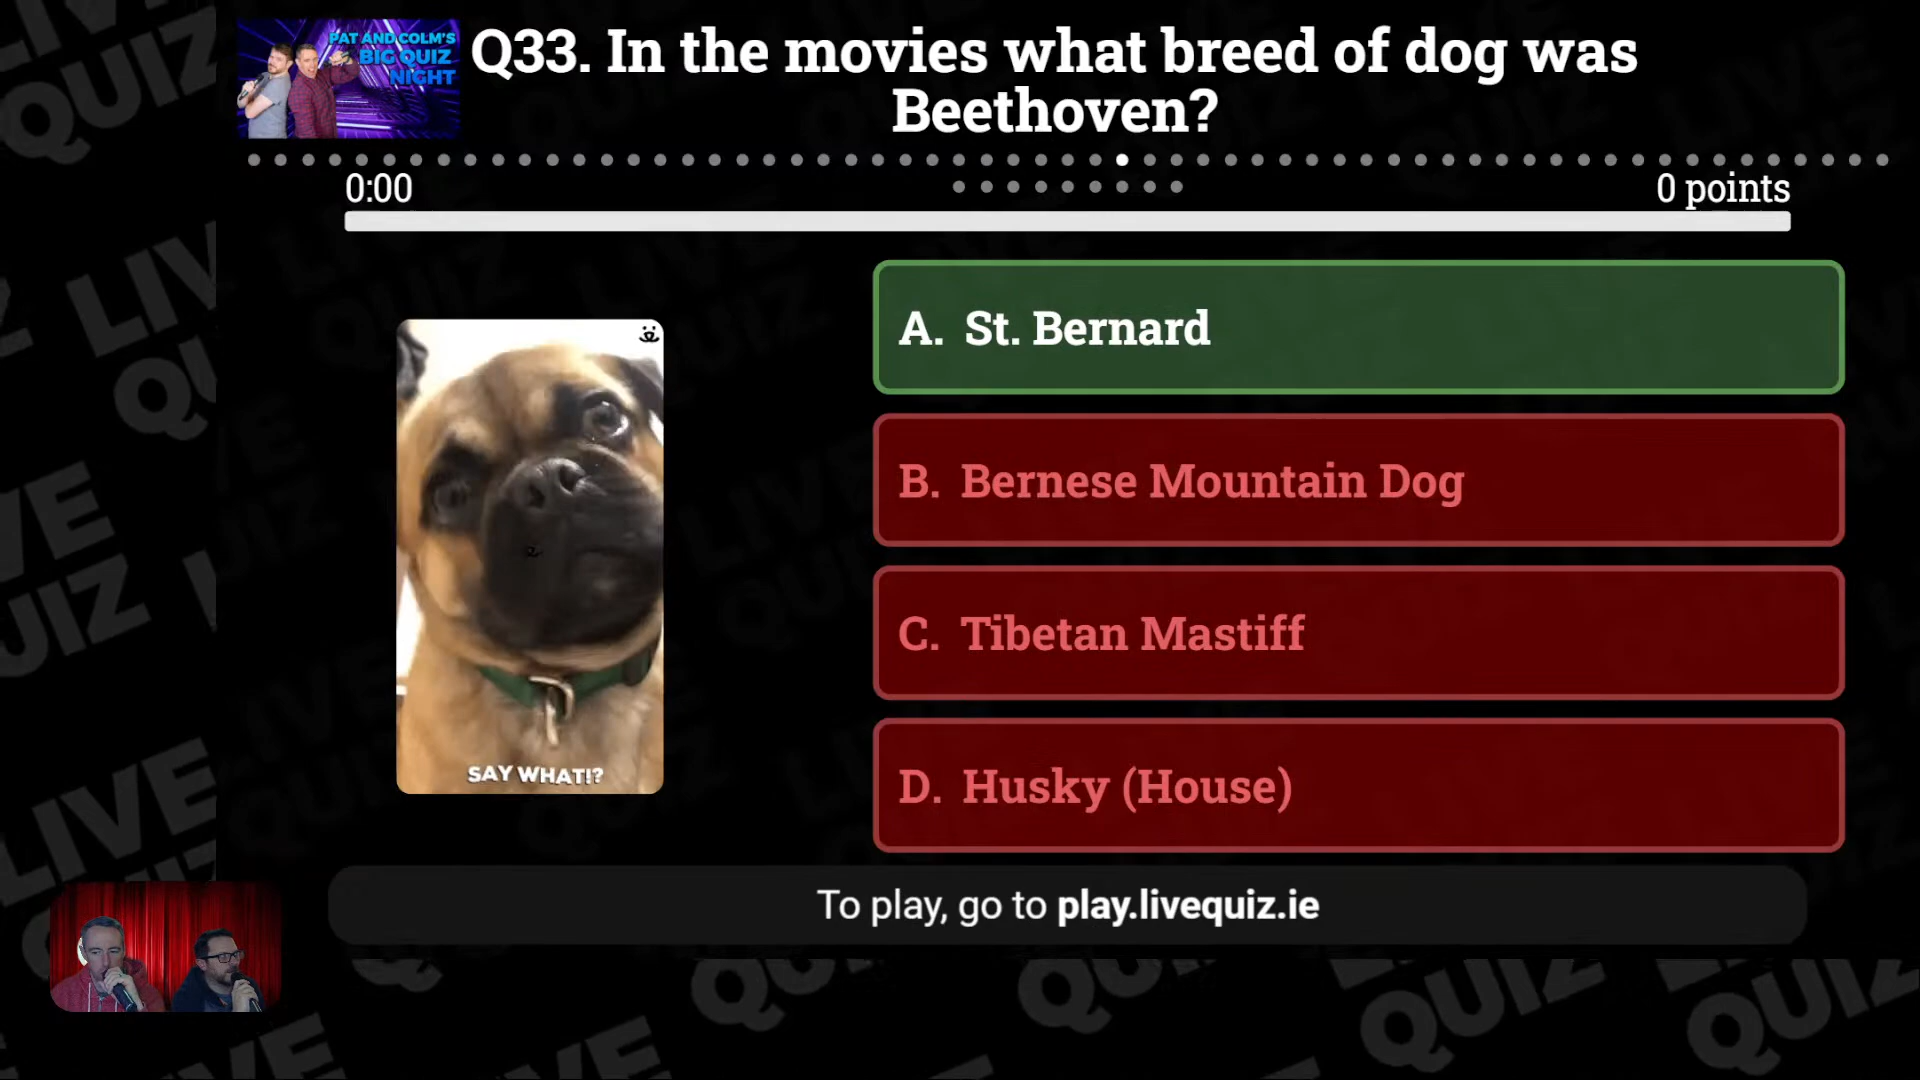 PAT AND COLM'S
BIG QUIZ
NIGHT
Q33. In the movies what breed of dog was
Beethoven?
0:00
0 points
A. St. Bernard
B. Bernese Mountain Dog
C. Tibetan Mastiff
D. Husky (House)
SAY WHAT!?
To play, go to play.livequiz.ie
LIVE
QUIZ